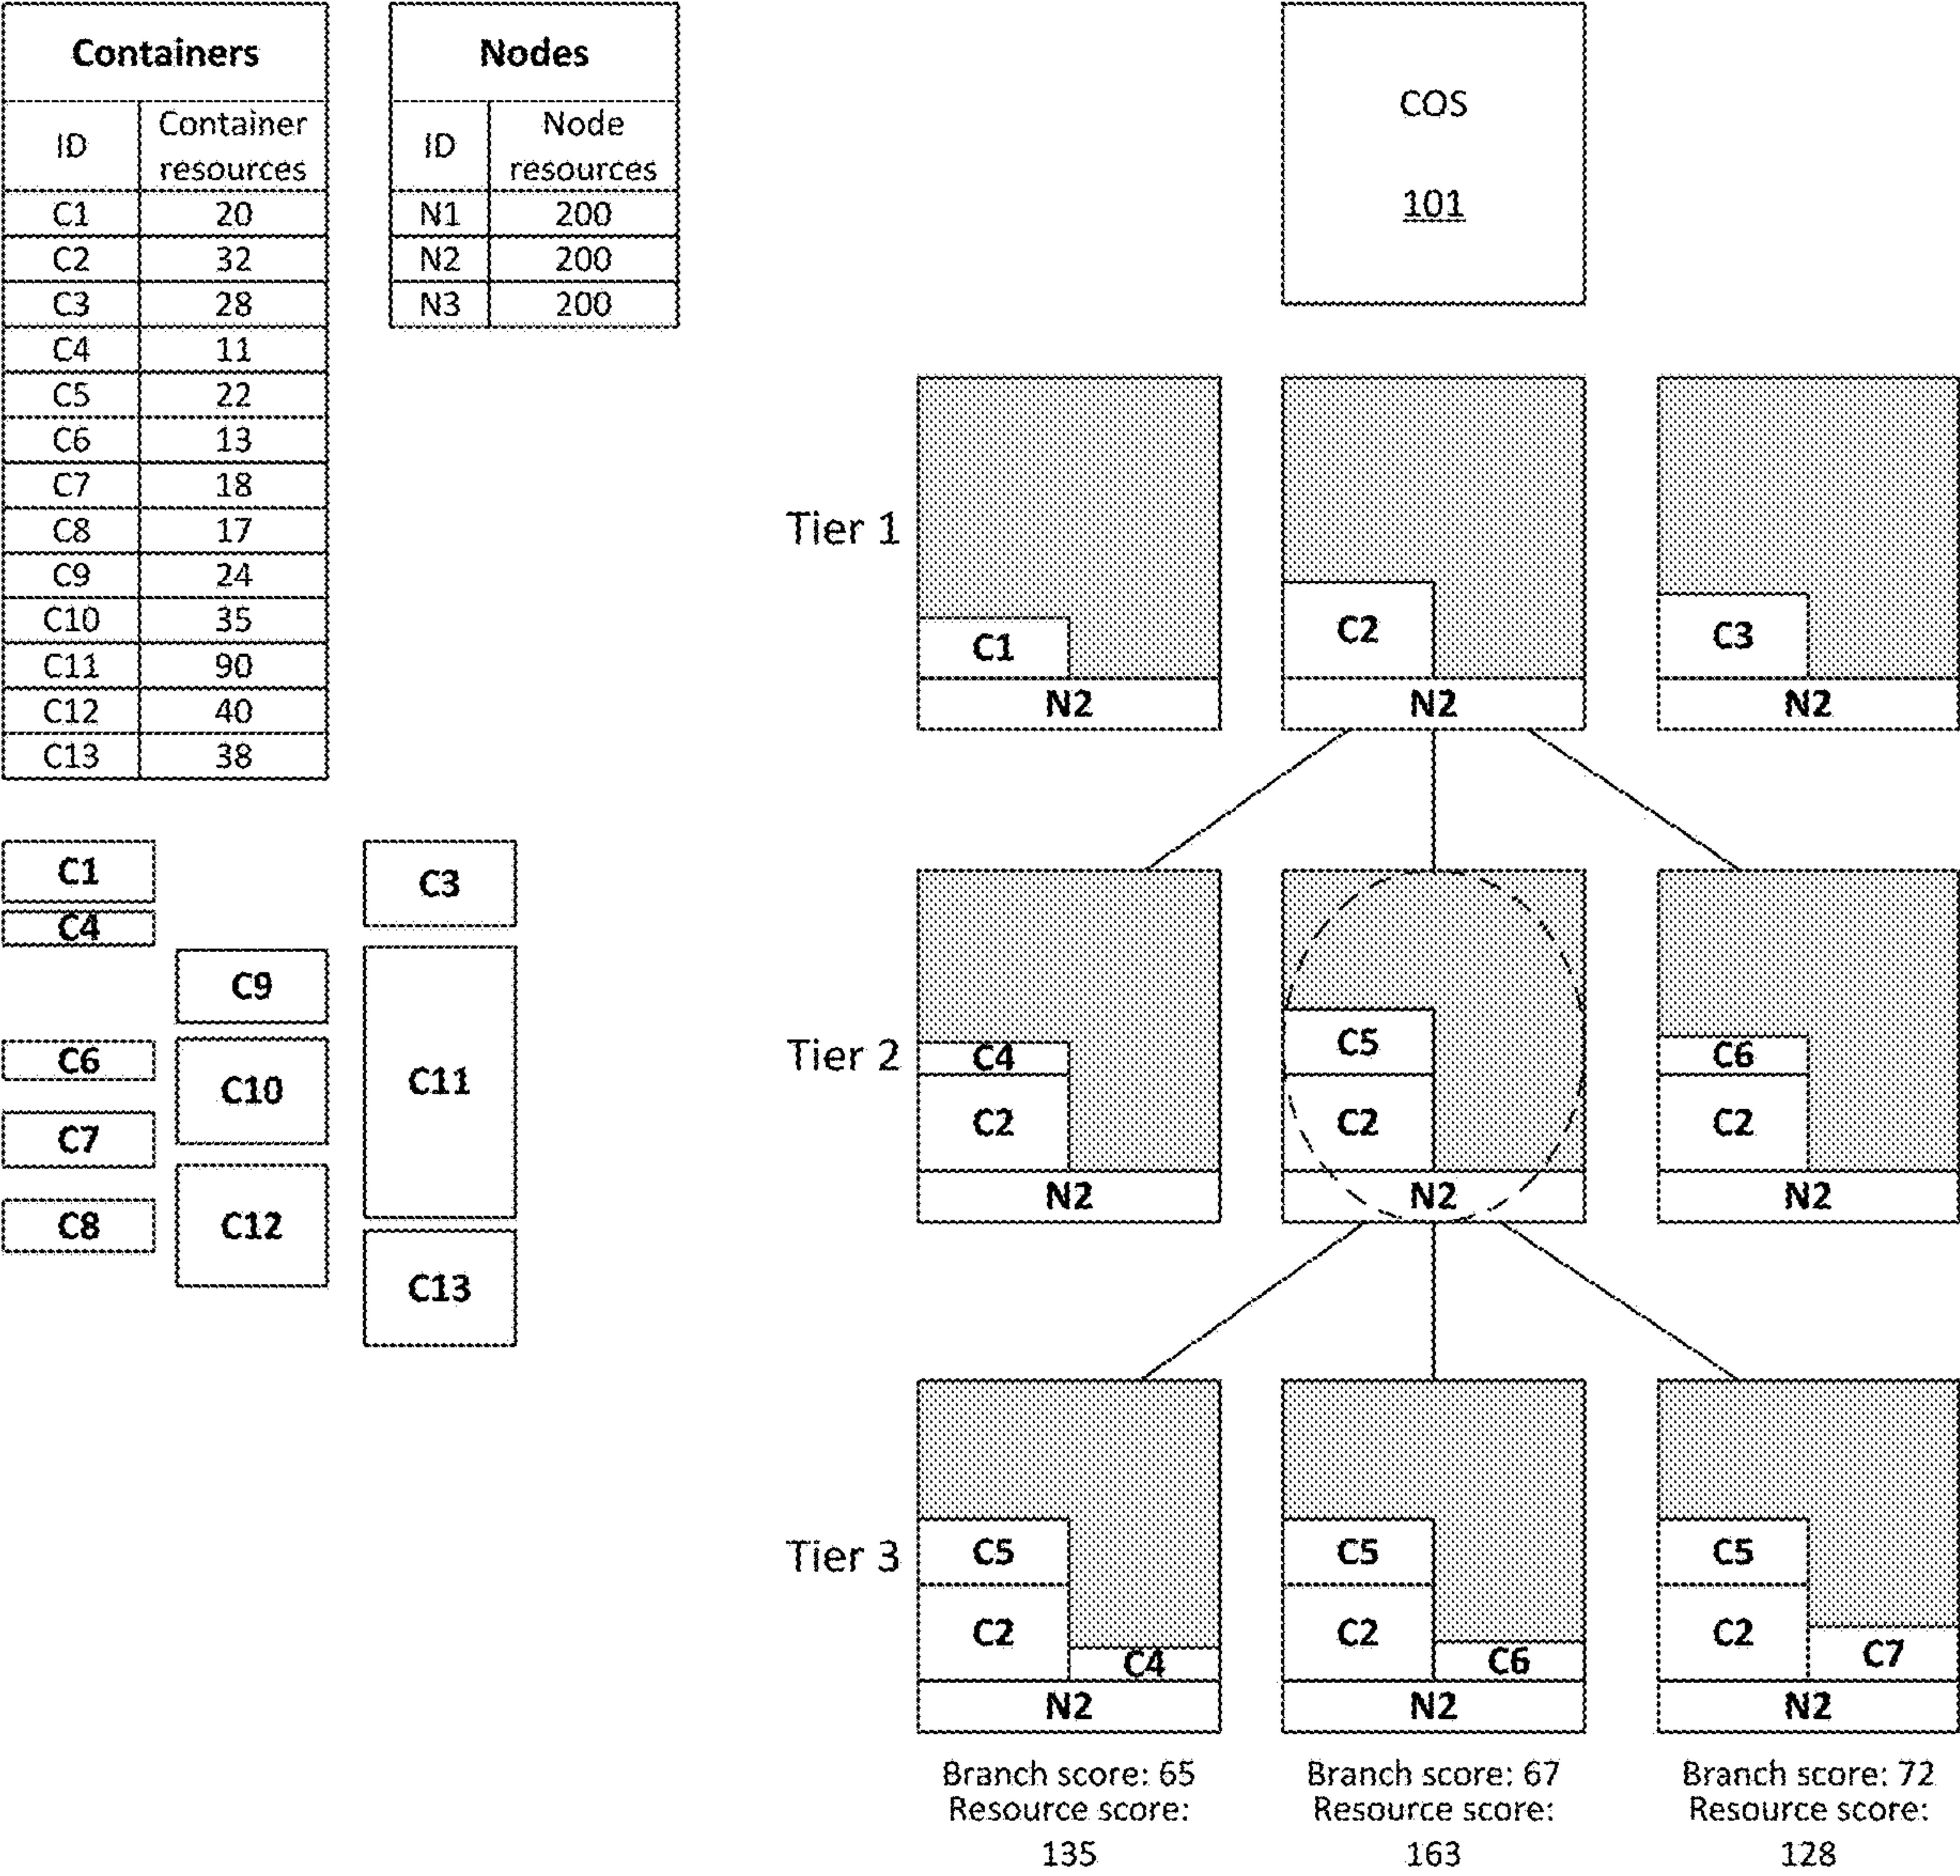 Containers
ID Container resources
C1 20
C2 32
C3 28
C4 11
C5 22
C6 13
C7 18
C8 17
C9 24
C10 35
C11 90
C12 40
C13 38
Nodes
ID Node resources
N1 200
N2 200
N3 200
COS
101
C1
C4
C9
C6
C10
C7
C8
C12
C3
C11
C13
Tier 1
C1
N2
C2
N2
C3
N2
Tier 2
C4
C2
N2
C5
C2
N2
C6
C2
N2
Tier 3
C5
C2
C4
N2
C5
C2
C6
N2
C5
C2
C7
N2
Branch score: 65
Resource score:
135
Branch score: 67
Resource score:
163
Branch score: 72
Resource score:
128